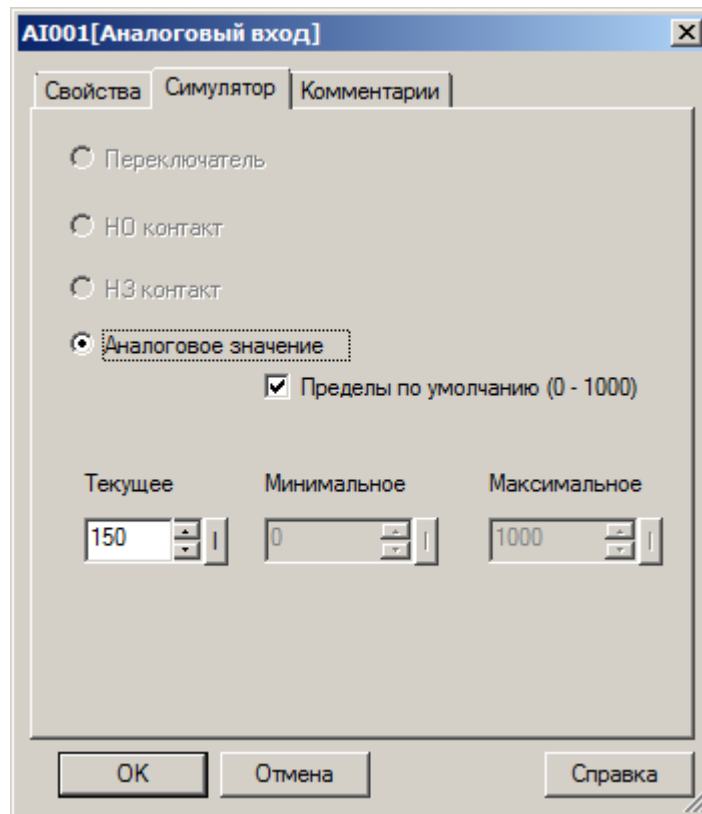 AI001[Аналоговый вход]
Свойства Симулятор Комментарии
Переключатель
НО контакт
НЗ контакт
Аналоговое значение
Пределы по умолчанию (0 - 1000)
Текущее Минимальное Максимальное
150 0 1000
OK Отмена Справка